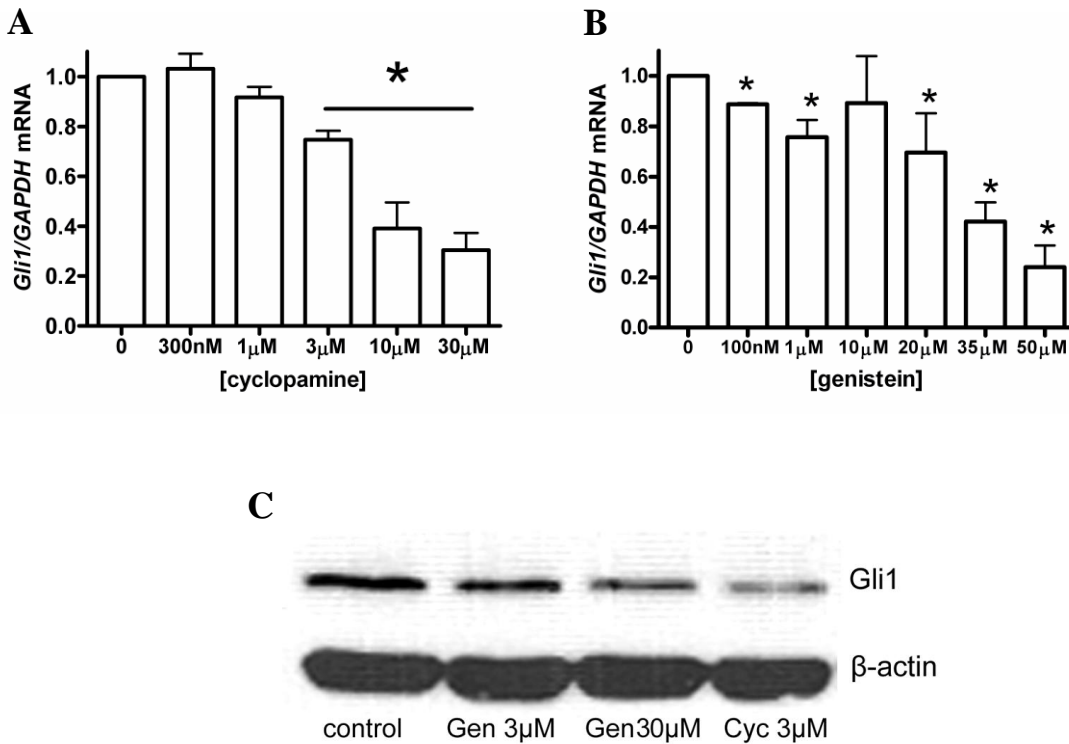 A
Gli1/GAPDH mRNA
1.0
0.8
0.6
0.4
0.2
0.0
*
0 300nM 1μM 3μM 10μM 30μM
[cyclopamine]
B
Gli1/GAPDH mRNA
1.0
0.8
0.6
0.4
0.2
0.0
* * * * *
0 100nM 1μM 10μM 20μM 35μM 50μM
[genistein]
C
Gli1
β-actin
control Gen 3μM Gen30μM Cyc 3μM